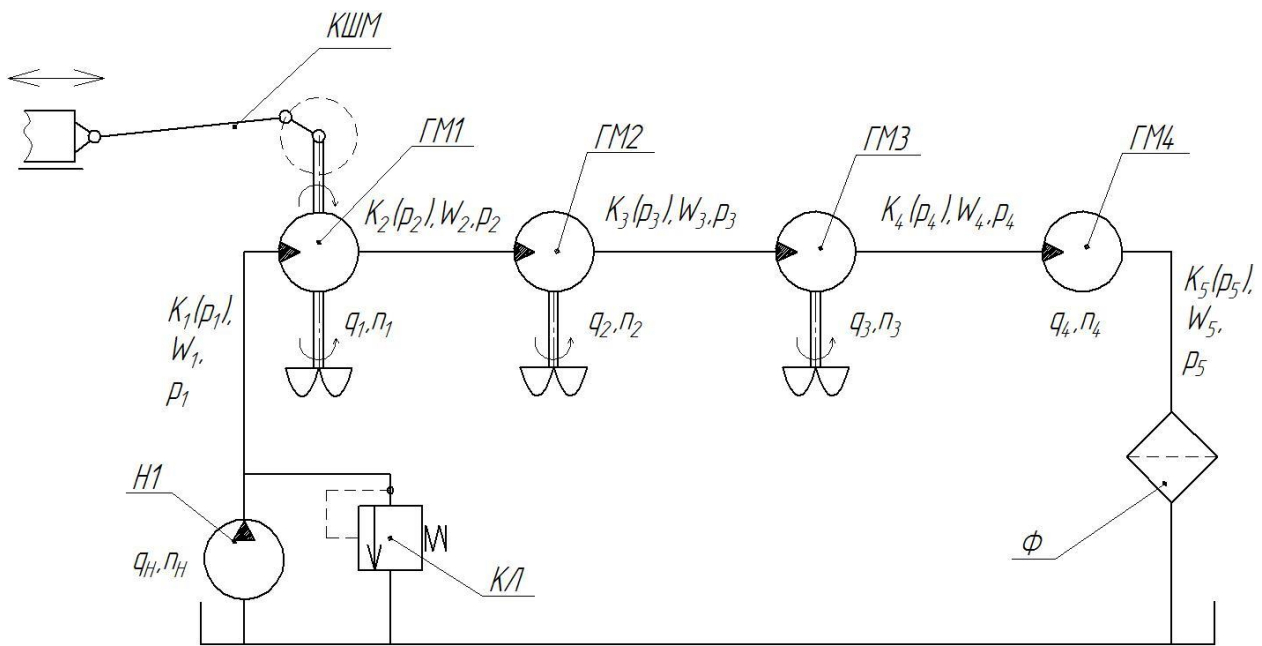 КШМ
ГМ1
ГМ2
ГМ3
ГМ4
K₂(p₂),W₂,p₂
K₃(p₃),W₃,p₃
K₄(p₄),W₄,p₄
K₁(p₁),
W₁,
p₁
q₁,n₁
q₂,n₂
q₃,n₃
q₄,n₄
K₅(p₅),
W₅,
p₅
Н1
qН,nН
КЛ
Ф